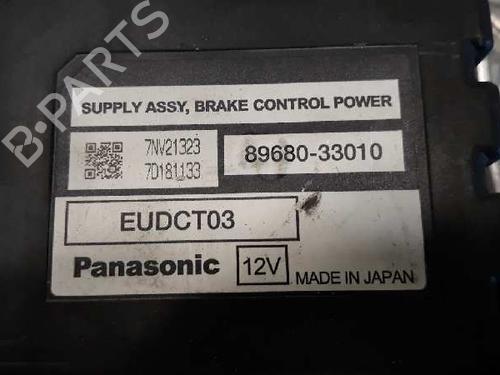 SUPPLY ASSY, BRAKE CONTROL POWER
7NV21323
7D181133
89680-33010
EUDCT03
Panasonic
12V
MADE IN JAPAN
B-PARTS